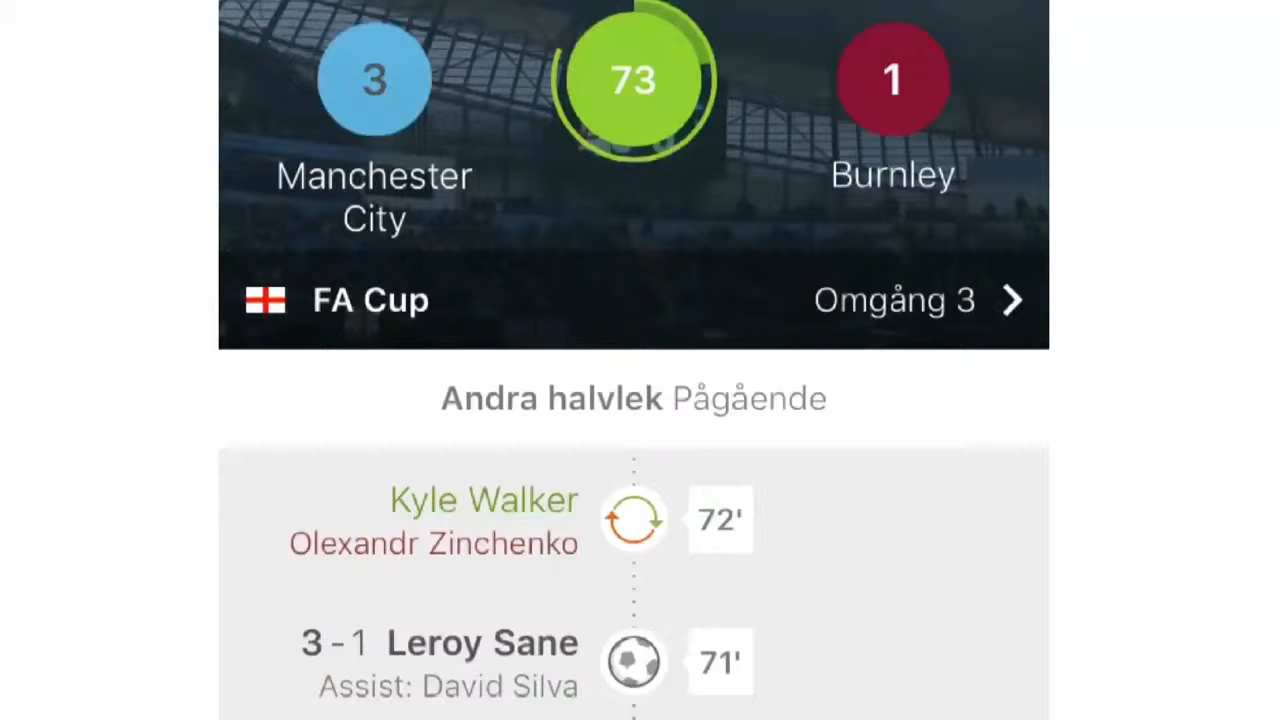 3
73
1
Manchester
City
Burnley
FA Cup
Omgång 3
Andra halvlek Pågående
Kyle Walker
Olexandr Zinchenko
72'
3 - 1 Leroy Sane
Assist: David Silva
71'